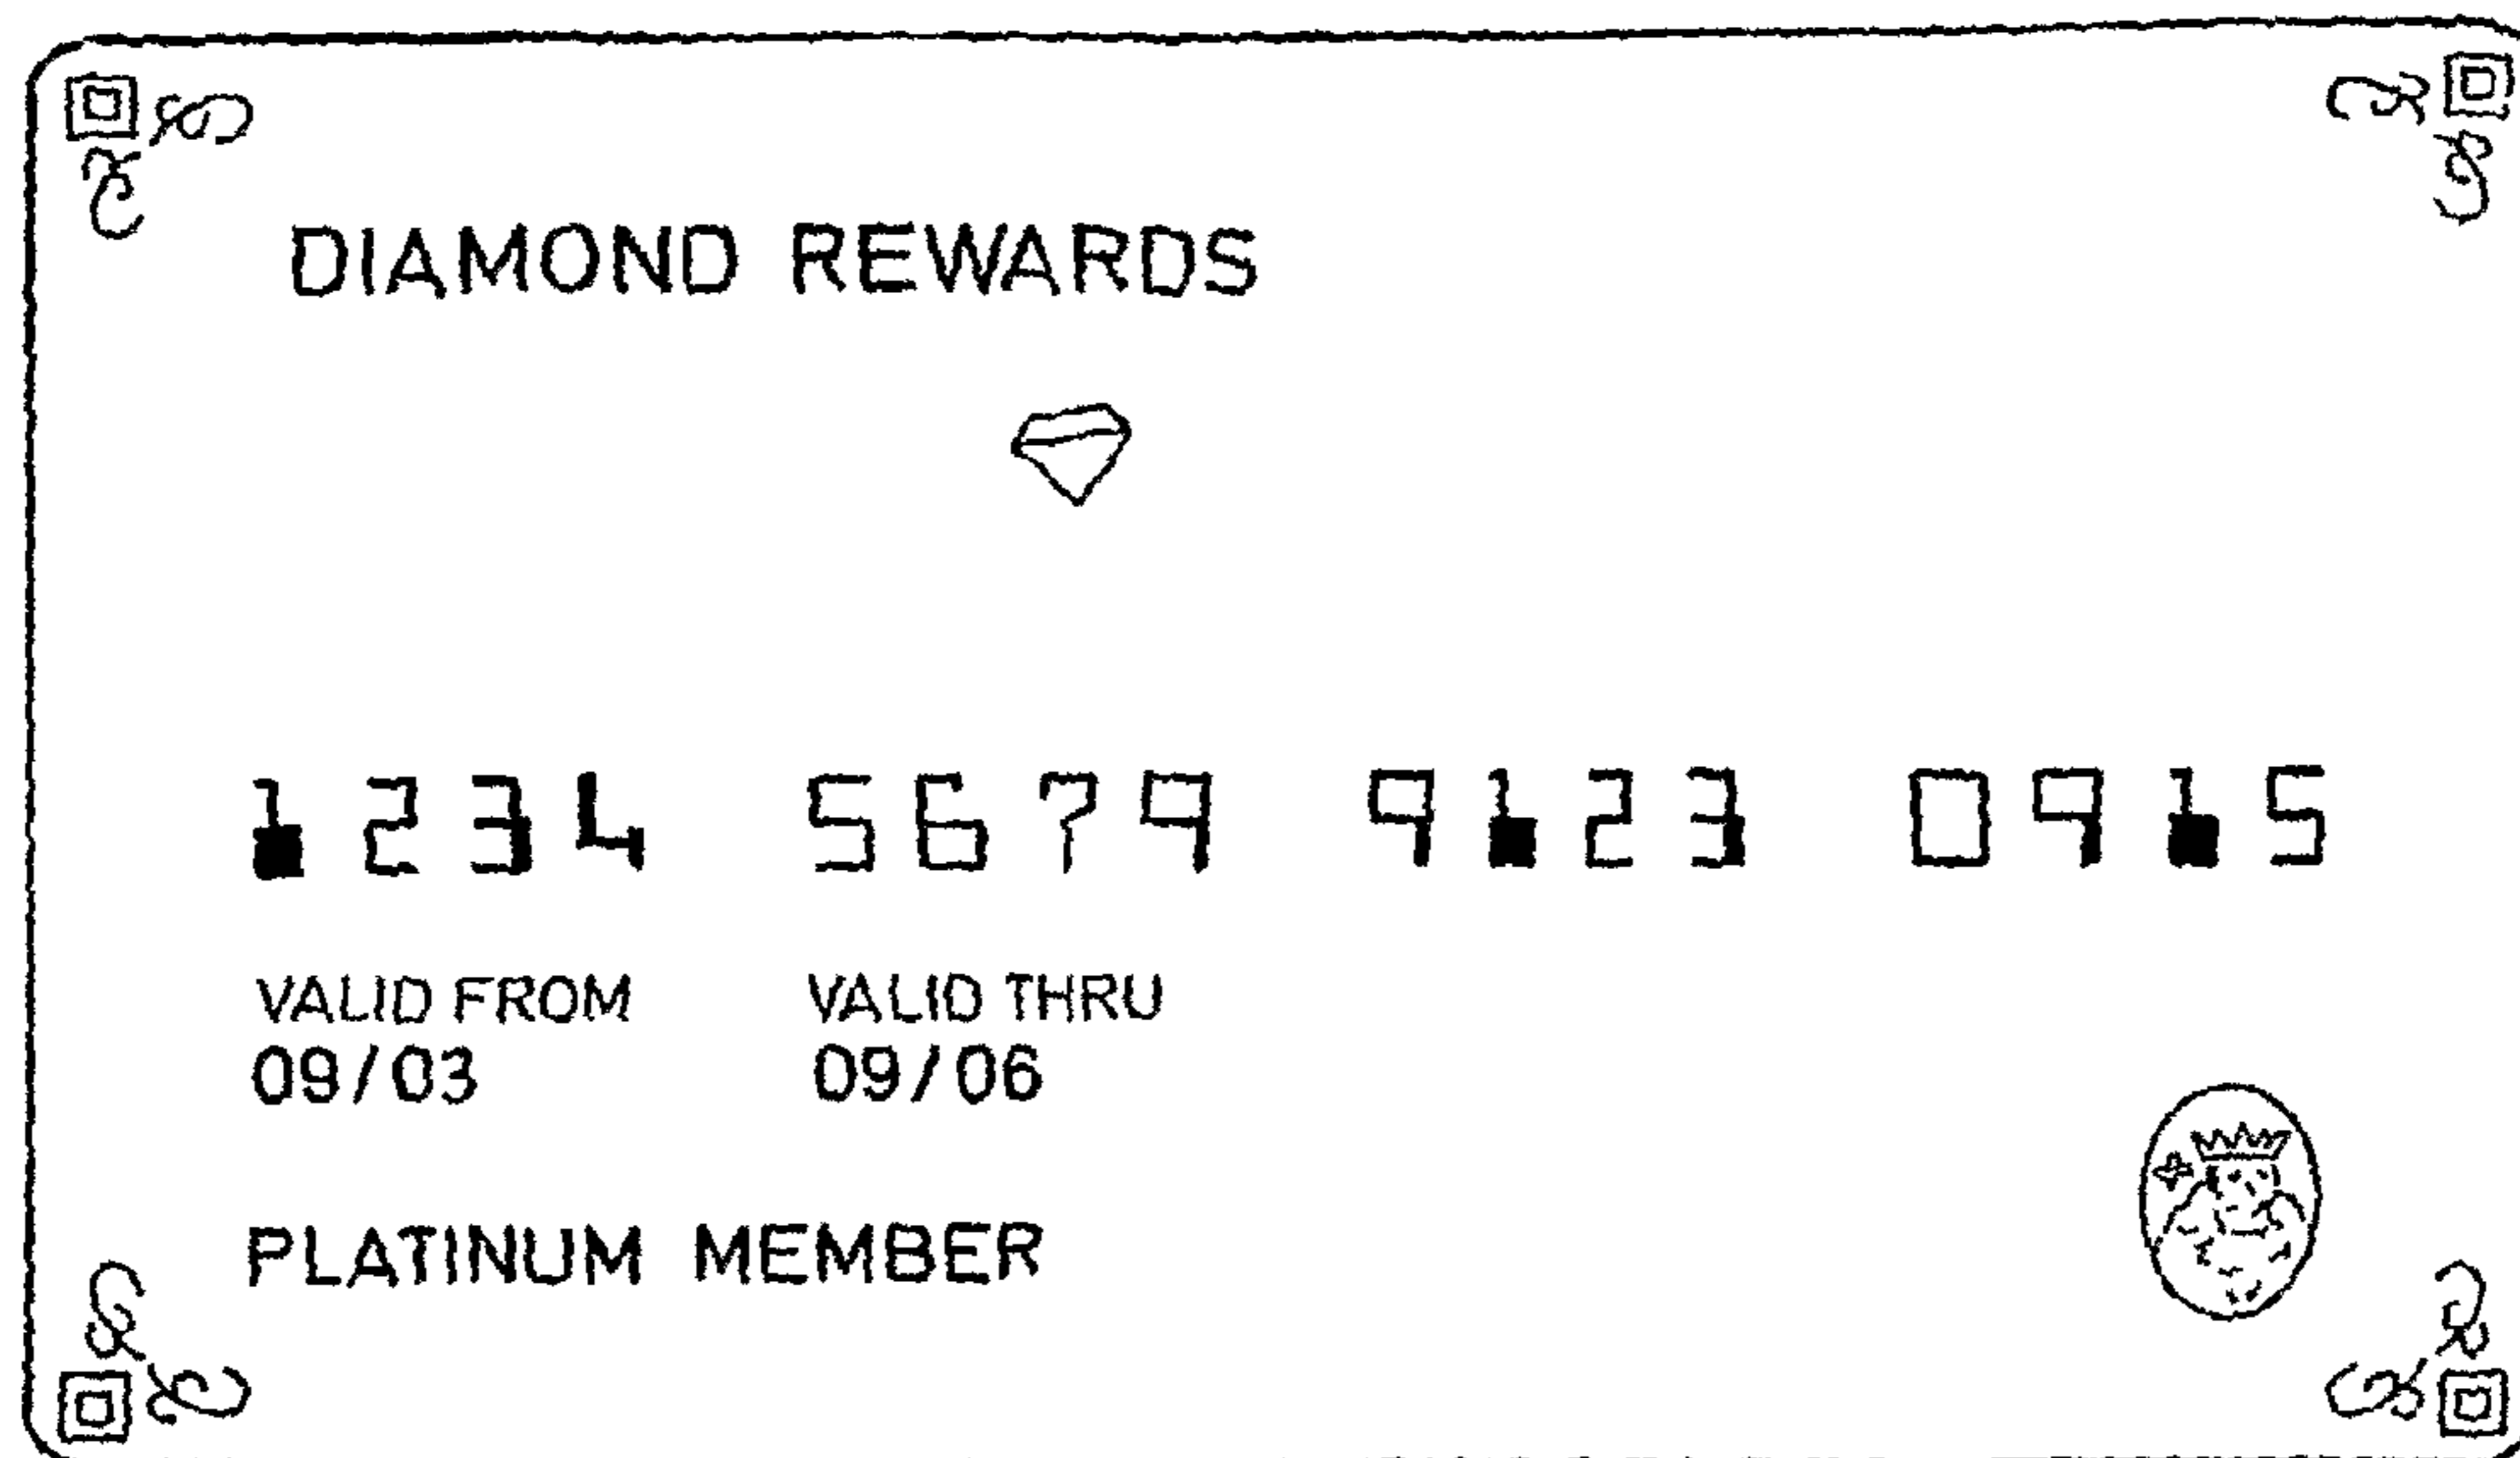 DIAMOND REWARDS
1234 5679 9123 0915
VALID FROM VALID THRU
09/03 09/06
PLATINUM MEMBER